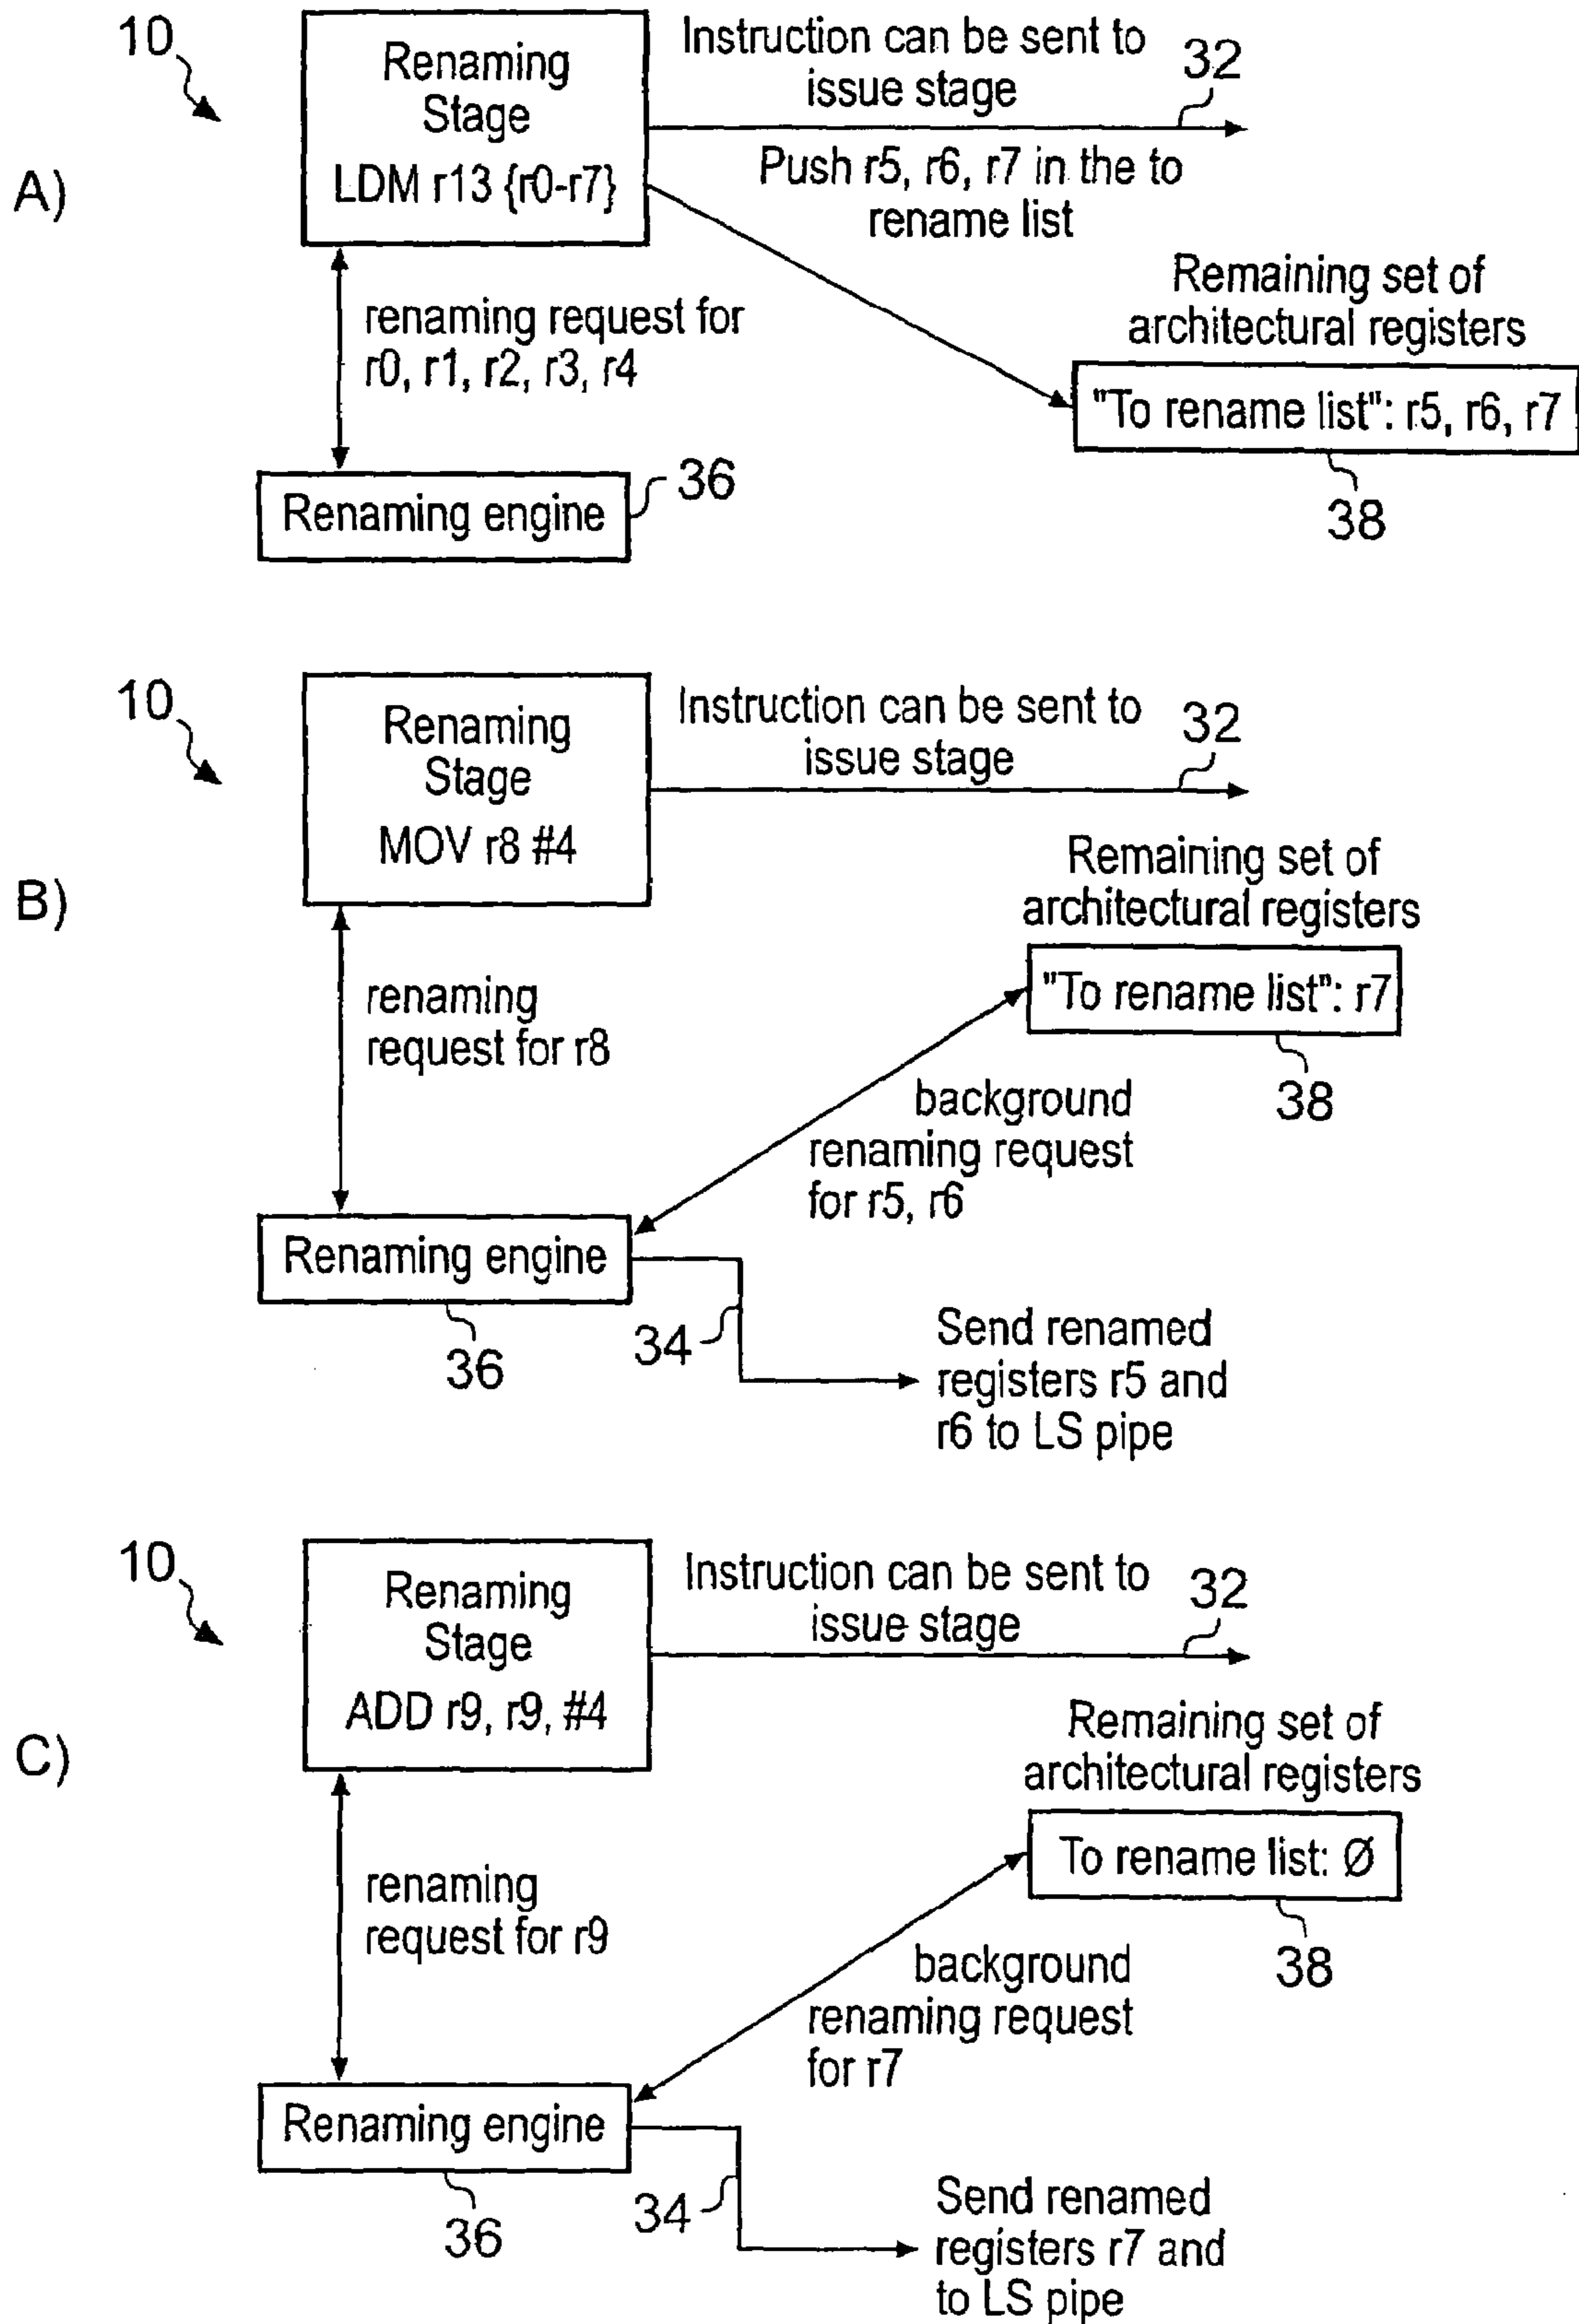 10
Renaming
Stage
LDM r13 {r0-r7}
Instruction can be sent to
issue stage
32
Push r5, r6, r7 in the to
rename list
A)
renaming request for
r0, r1, r2, r3, r4
Remaining set of
architectural registers
"To rename list": r5, r6, r7
38
Renaming engine
36
10
Renaming
Stage
MOV r8 #4
Instruction can be sent to
issue stage
32
B)
Remaining set of
architectural registers
"To rename list": r7
38
renaming
request for r8
background
renaming request
for r5, r6
Renaming engine
36
34
Send renamed
registers r5 and
r6 to LS pipe
10
Renaming
Stage
ADD r9, r9, #4
Instruction can be sent to
issue stage
32
C)
Remaining set of
architectural registers
To rename list: Ø
38
renaming
request for r9
background
renaming request
for r7
Renaming engine
36
34
Send renamed
registers r7 and
to LS pipe